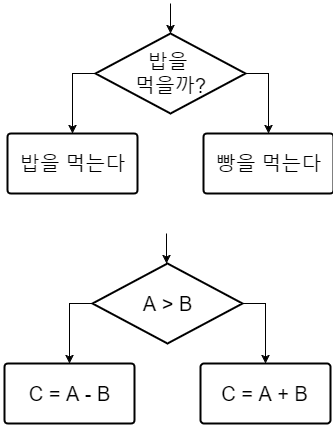 밥을
먹을까?
밥을 먹는다
빵을 먹는다
A > B
C = A - B
C = A + B